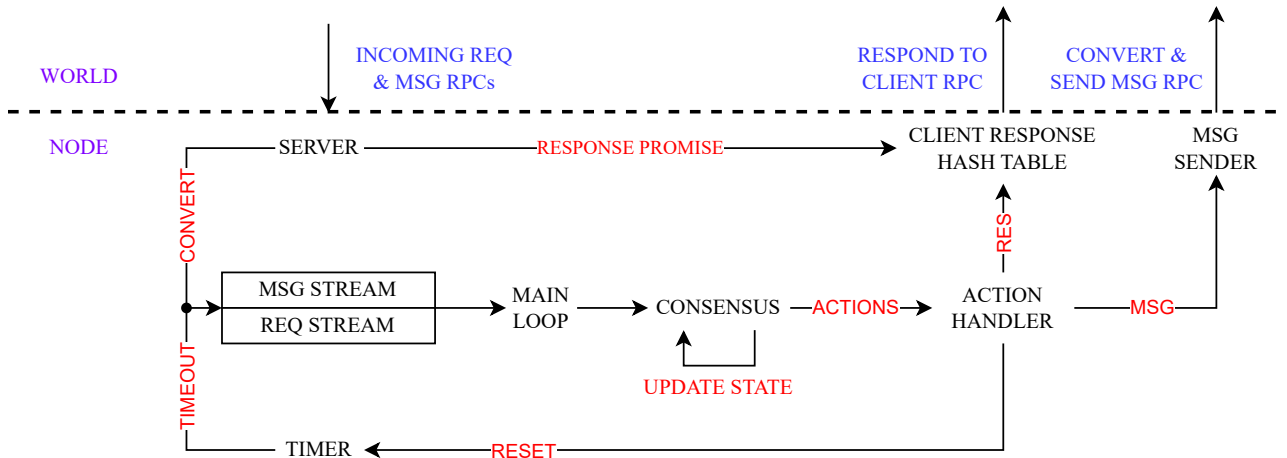 WORLD
INCOMING REQ
& MSG RPCs
RESPOND TO
CLIENT RPC
CONVERT &
SEND MSG RPC
NODE
SERVER
RESPONSE PROMISE
CLIENT RESPONSE
HASH TABLE
MSG
SENDER
CONVERT
RES
MSG STREAM
REQ STREAM
MAIN
LOOP
CONSENSUS
ACTIONS
ACTION
HANDLER
MSG
UPDATE STATE
TIMEOUT
TIMER
RESET